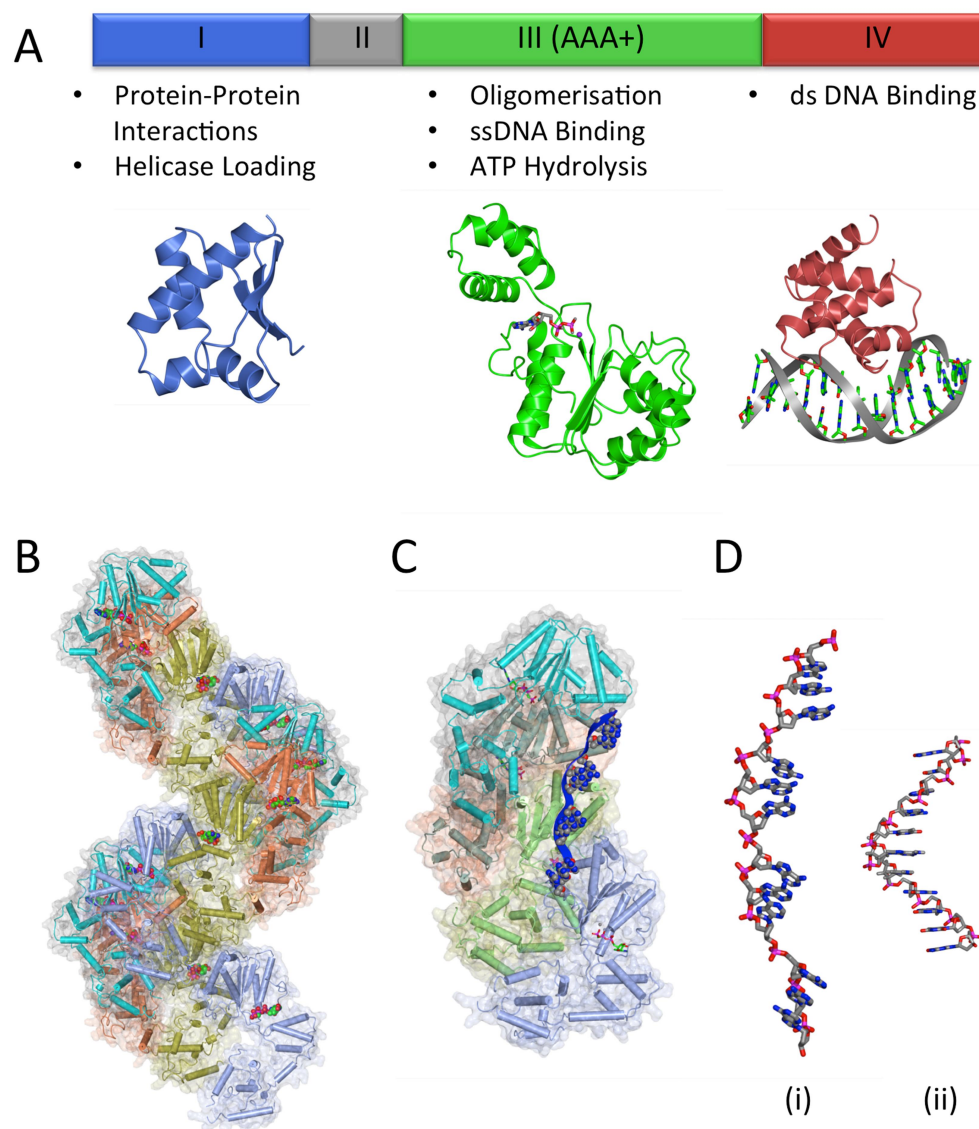 A
I
II
III (AAA+)
IV
• Protein-Protein
Interactions
• Helicase Loading
• Oligomerisation
• ssDNA Binding
• ATP Hydrolysis
• ds DNA Binding
B
C
D
(i)
(ii)